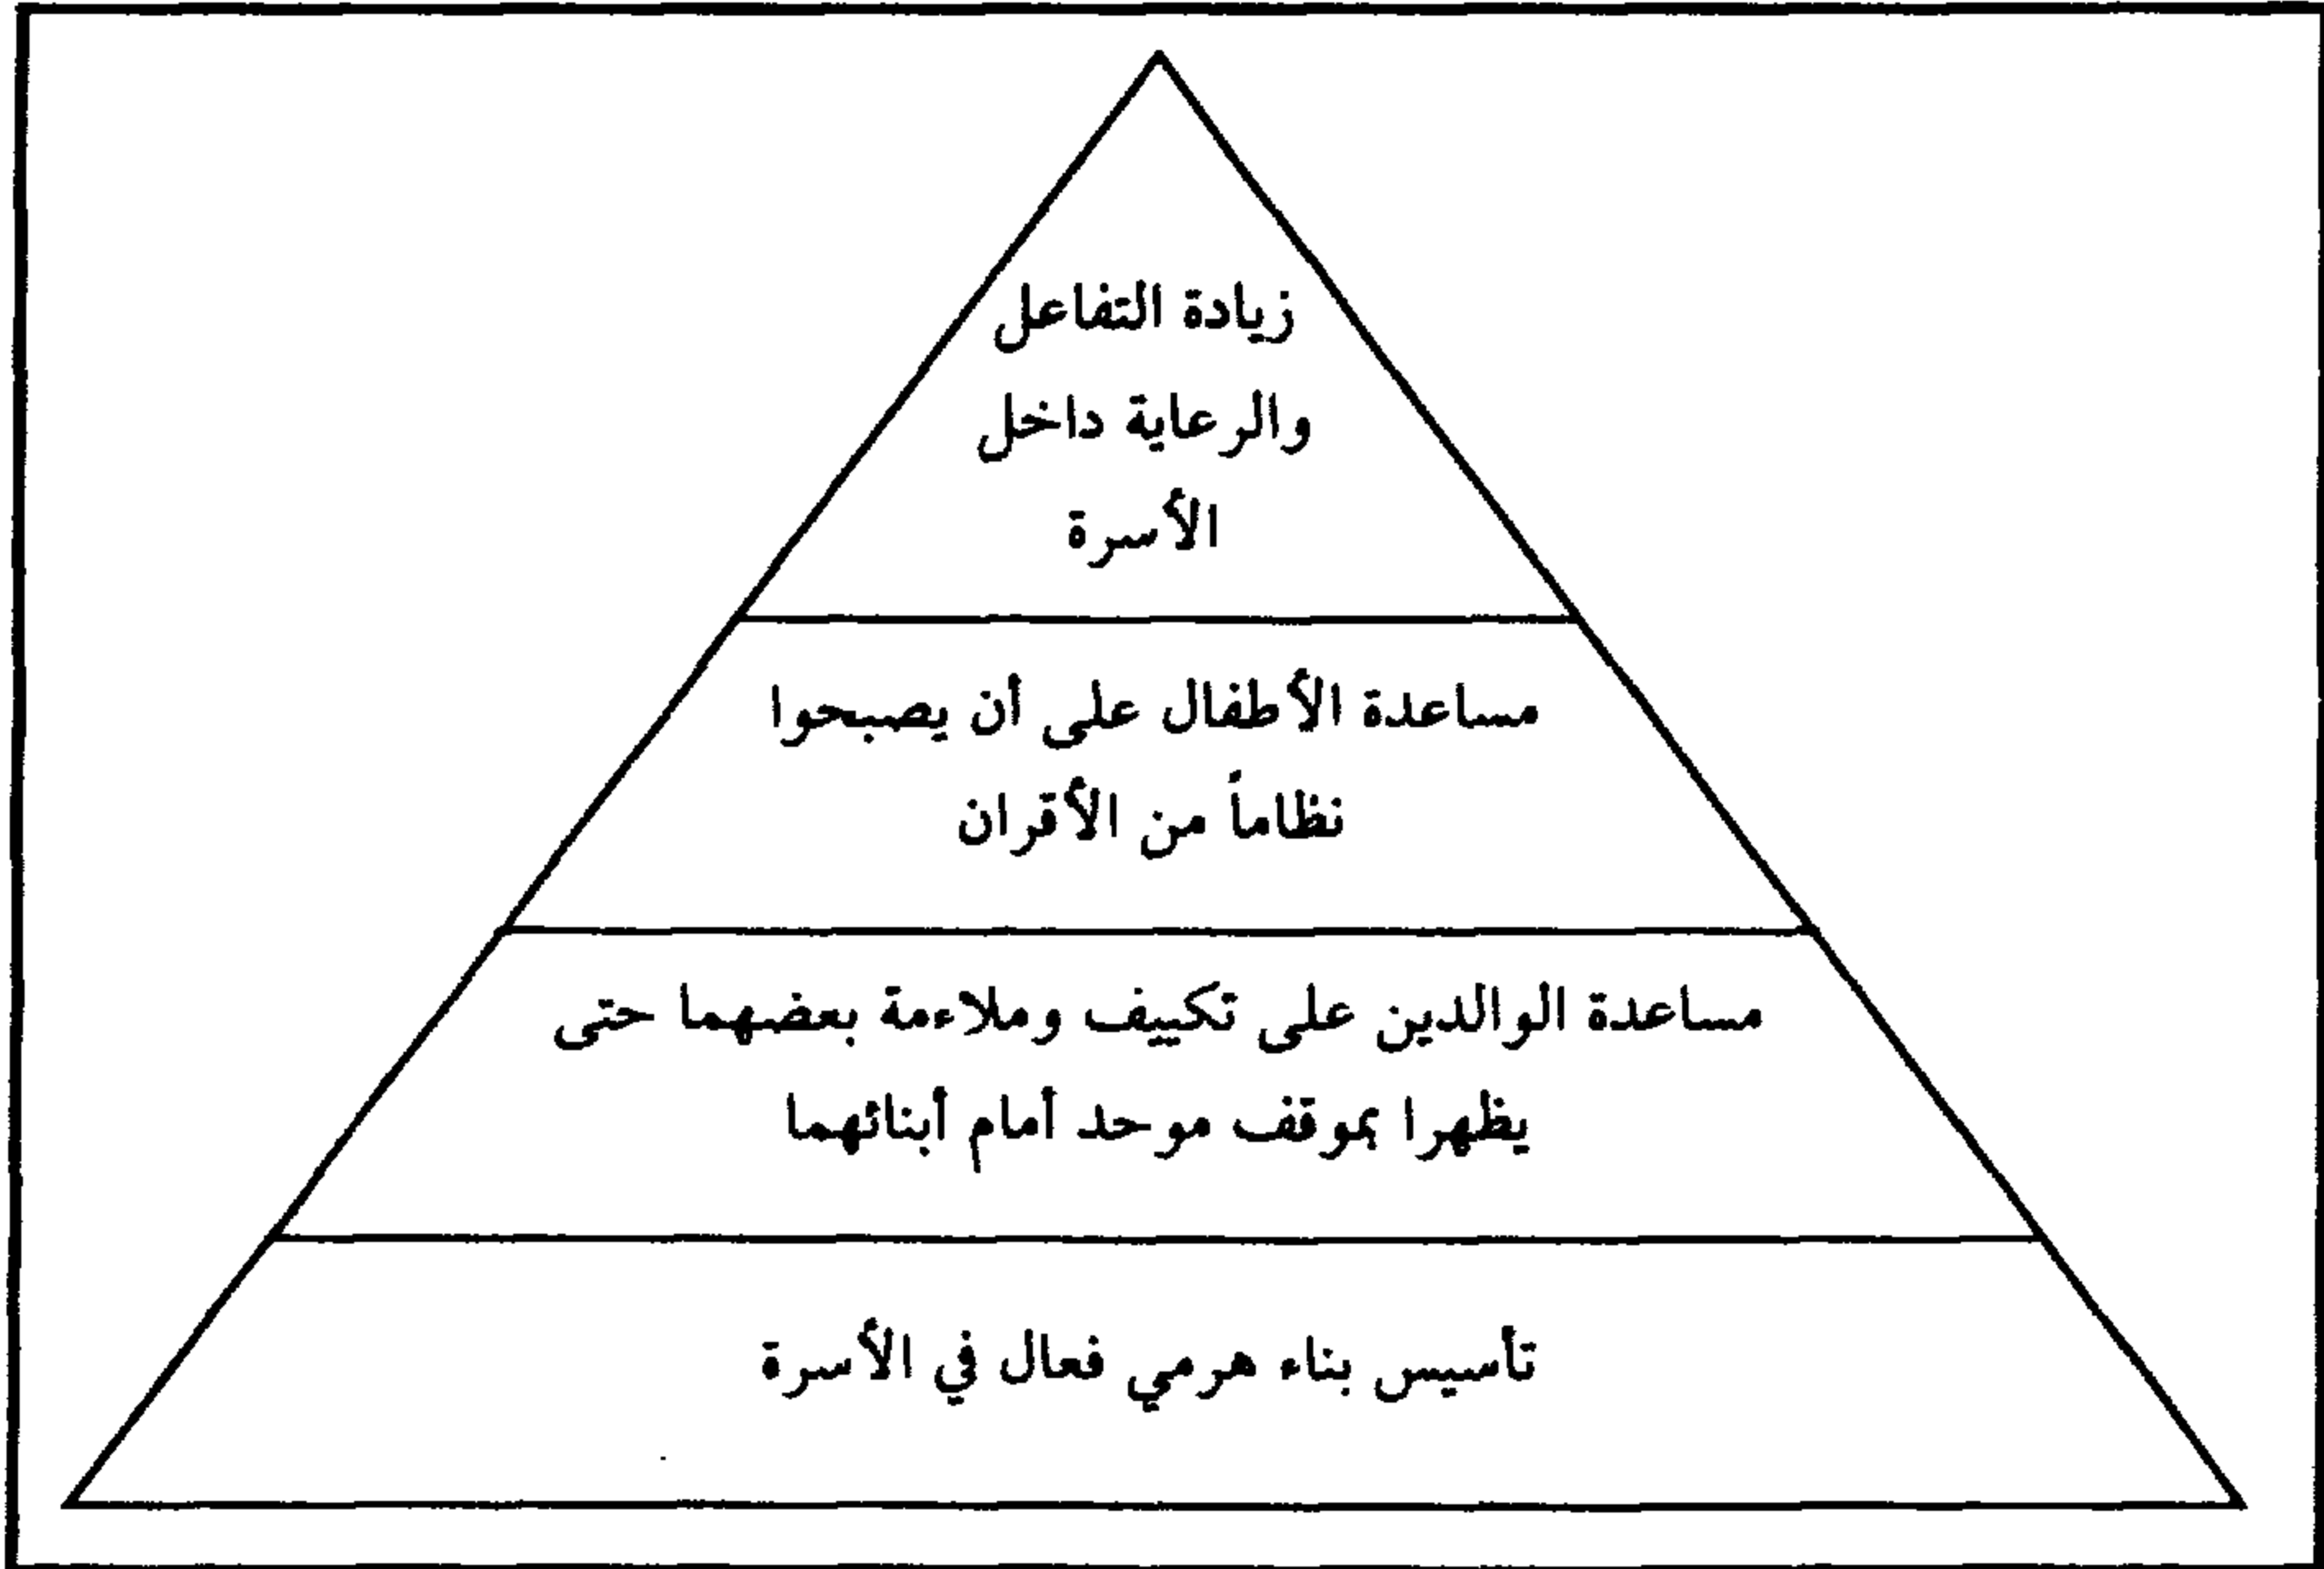 زيادة التفاعل
والرعاية داخل
الأسرة
مساعدة الأطفال على أن يصبحوا
نظاماً من الأقران
مساعدة الوالدين على تكييف وملاءمة بعضهما حتى
يظهرا بموقف موحد أمام أبنائهما
تأسيس بناء هرمي فعال في الأسرة